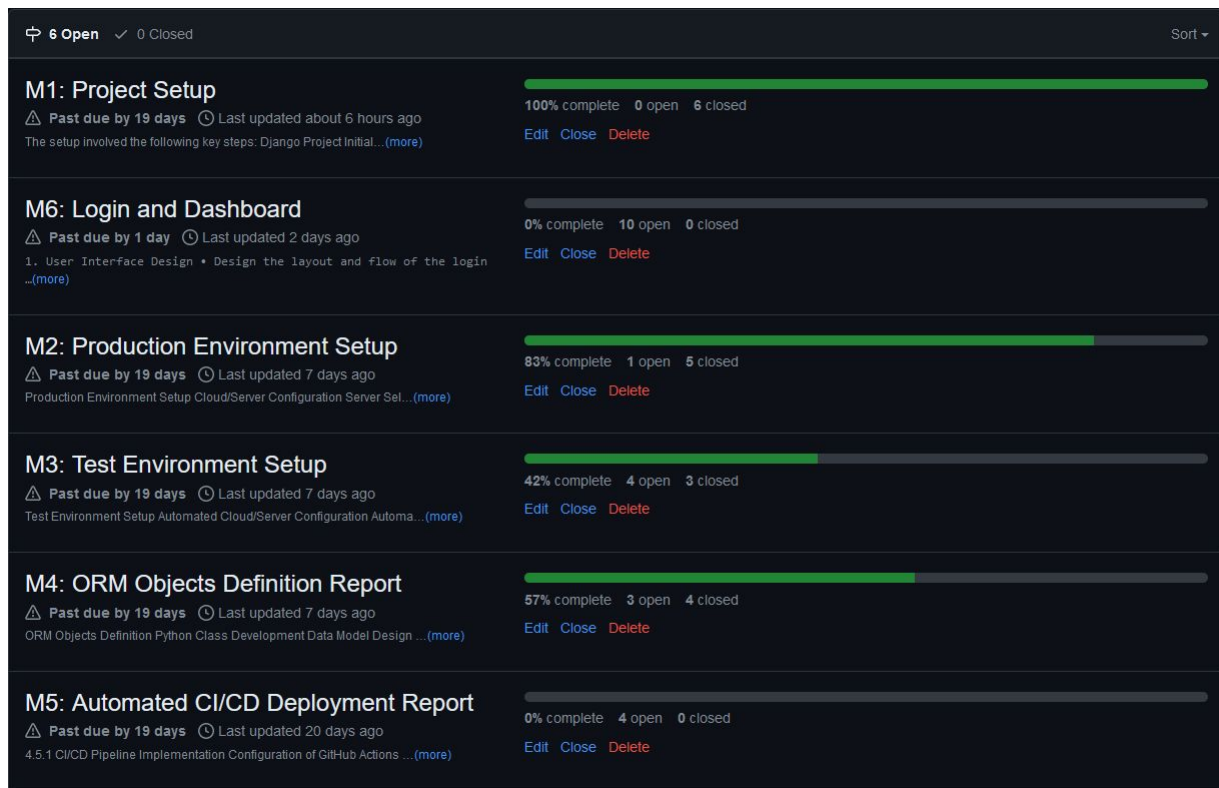 6 Open 0 Closed Sort
M1: Project Setup
Past due by 19 days Last updated about 6 hours ago
The setup involved the following key steps: Django Project Initial...(more)
100% complete 0 open 6 closed
Edit Close Delete
M6: Login and Dashboard
Past due by 1 day Last updated 2 days ago
1. User Interface Design • Design the layout and flow of the login
…(more)
0% complete 10 open 0 closed
Edit Close Delete
M2: Production Environment Setup
Past due by 19 days Last updated 7 days ago
Production Environment Setup Cloud/Server Configuration Server Sel...(more)
83% complete 1 open 5 closed
Edit Close Delete
M3: Test Environment Setup
Past due by 19 days Last updated 7 days ago
Test Environment Setup Automated Cloud/Server Configuration Automa...(more)
42% complete 4 open 3 closed
Edit Close Delete
M4: ORM Objects Definition Report
Past due by 19 days Last updated 7 days ago
ORM Objects Definition Python Class Development Data Model Design ...(more)
57% complete 3 open 4 closed
Edit Close Delete
M5: Automated CI/CD Deployment Report
Past due by 19 days Last updated 20 days ago
4.5.1 CI/CD Pipeline Implementation Configuration of GitHub Actions ...(more)
0% complete 4 open 0 closed
Edit Close Delete